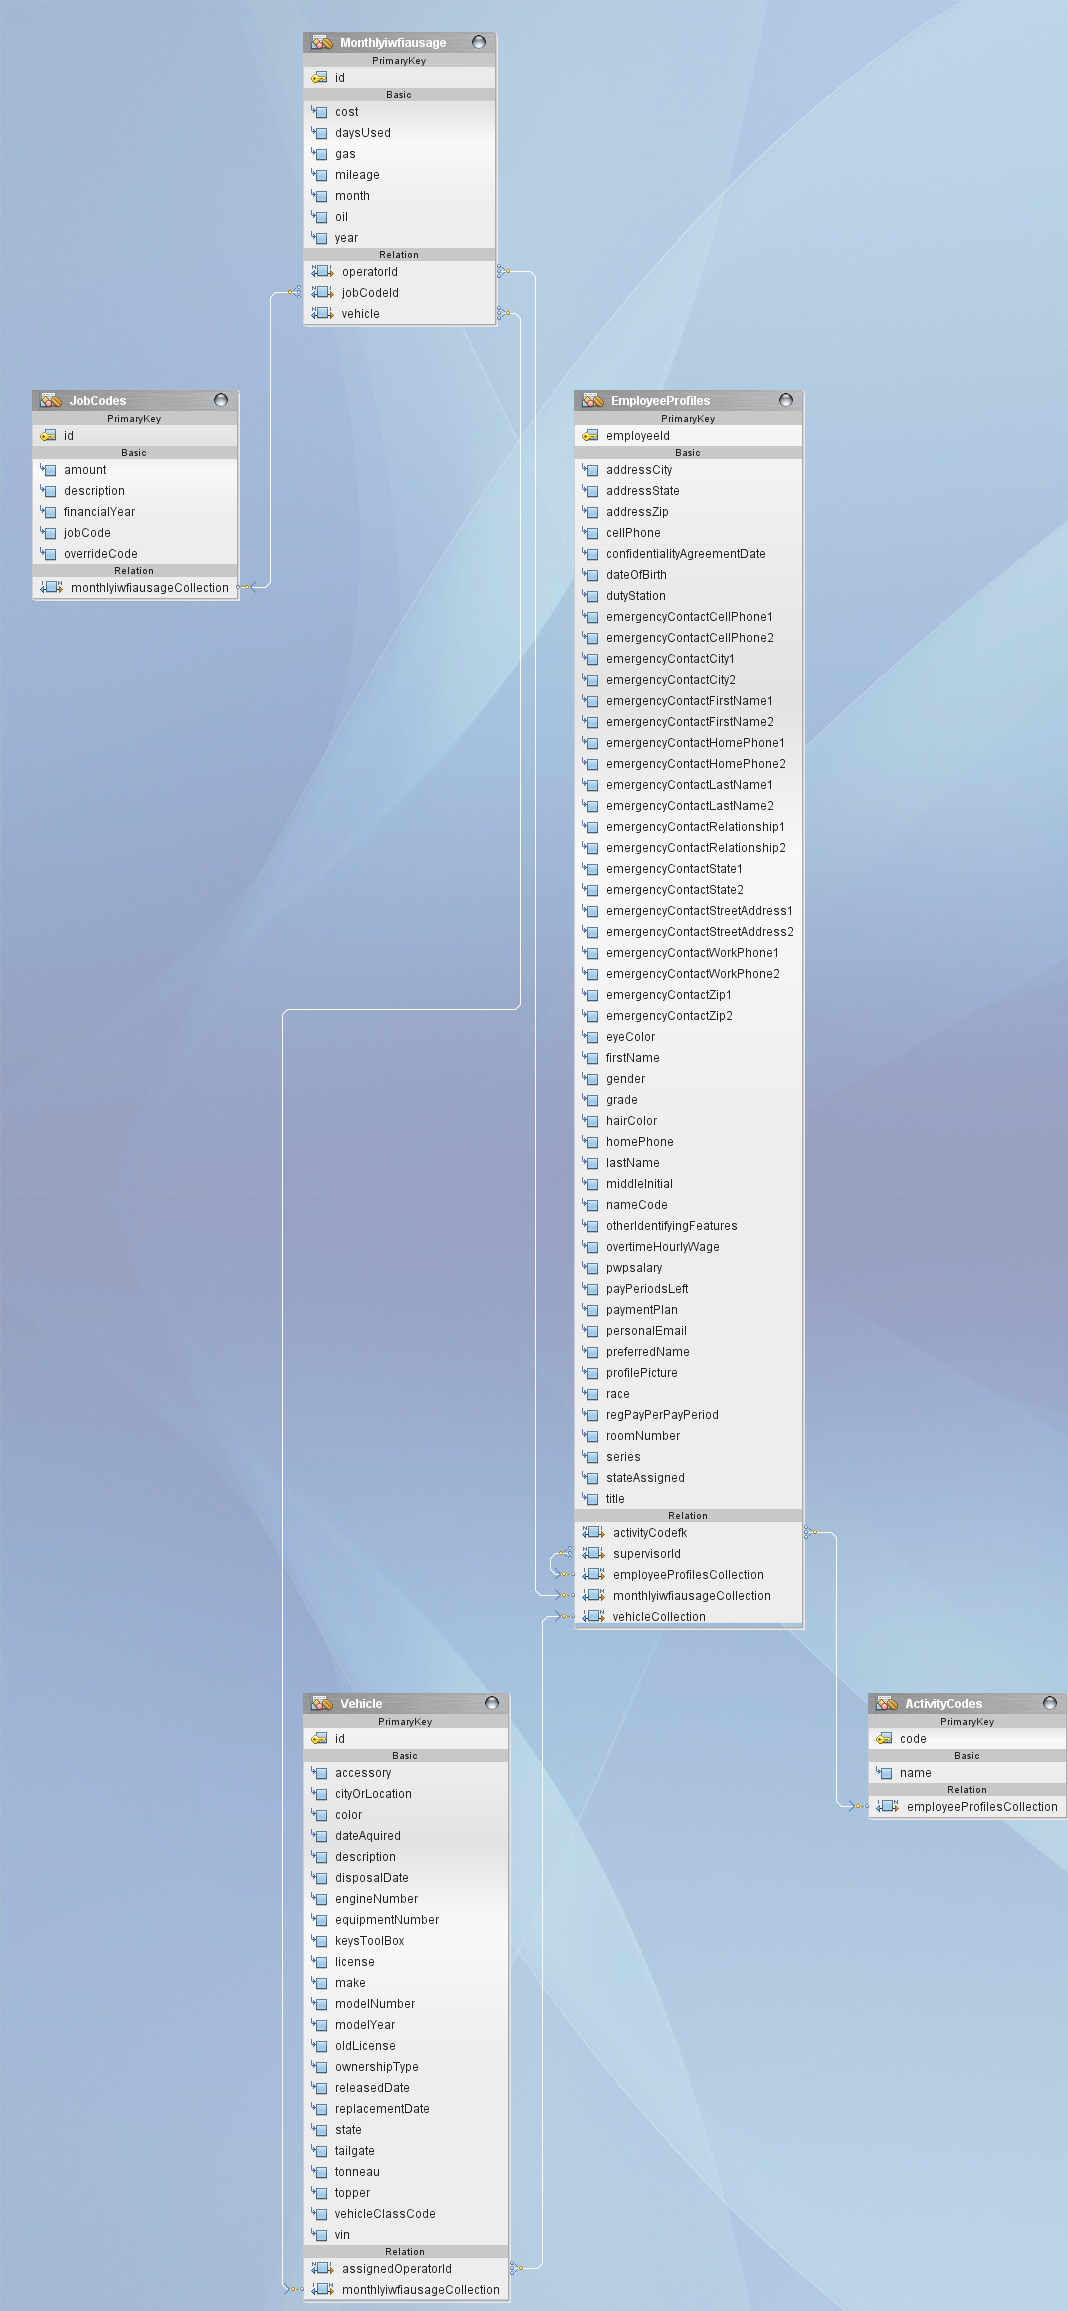 Monthlyiwfiausage
PrimaryKey
id
Basic
cost
daysUsed
gas
mileage
month
oil
year
Relation
operatorId
jobCodeId
vehicle
JobCodes
PrimaryKey
id
Basic
amount
description
financialYear
jobCode
overrideCode
Relation
monthlyiwfiausageCollection
EmployeeProfiles
PrimaryKey
employeeId
Basic
addressCity
addressState
addressZip
cellPhone
confidentialityAgreementDate
dateOfBirth
dutyStation
emergencyContactCellPhone1
emergencyContactCellPhone2
emergencyContactCity1
emergencyContactCity2
emergencyContactFirstName1
emergencyContactFirstName2
emergencyContactHomePhone1
emergencyContactHomePhone2
emergencyContactLastName1
emergencyContactLastName2
emergencyContactRelationship1
emergencyContactRelationship2
emergencyContactState1
emergencyContactState2
emergencyContactStreetAddress1
emergencyContactStreetAddress2
emergencyContactWorkPhone1
emergencyContactWorkPhone2
emergencyContactZip1
emergencyContactZip2
eyeColor
firstName
gender
grade
hairColor
homePhone
lastName
middleInitial
nameCode
otherIdentifyingFeatures
overtimeHourlyWage
pwpsalary
payPeriodsLeft
paymentPlan
personalEmail
preferredName
profilePicture
race
regPayPerPayPeriod
roomNumber
series
stateAssigned
title
Relation
activityCodefk
supervisorId
employeeProfilesCollection
monthlyiwfiausageCollection
vehicleCollection
Vehicle
PrimaryKey
id
Basic
accessory
cityOrLocation
color
dateAquired
description
disposalDate
engineNumber
equipmentNumber
keysToolBox
license
make
modelNumber
modelYear
oldLicense
ownershipType
releasedDate
replacementDate
state
tailgate
tonneau
topper
vehicleClassCode
vin
Relation
assignedOperatorId
monthlyiwfiausageCollection
ActivityCodes
PrimaryKey
code
Basic
name
Relation
employeeProfilesCollection